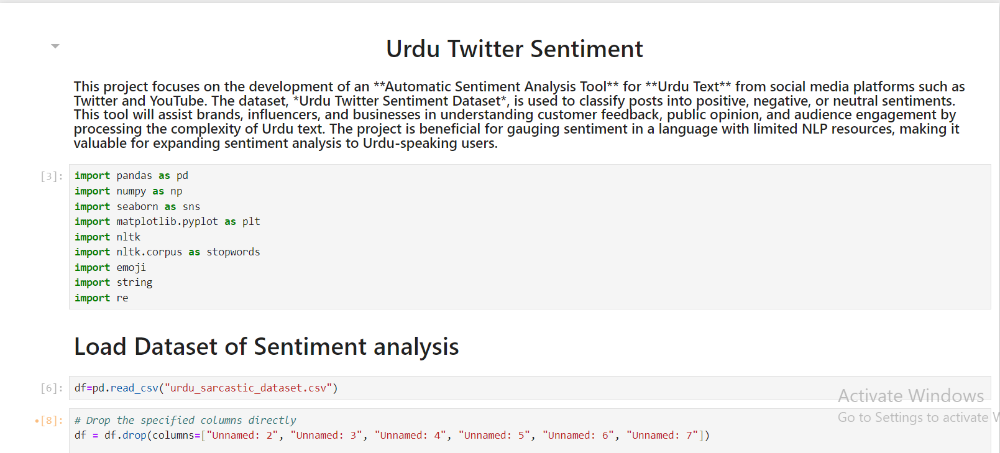 Urdu Twitter Sentiment
This project focuses on the development of an **Automatic Sentiment Analysis Tool** for **Urdu Text** from social media platforms such as
Twitter and YouTube. The dataset, *Urdu Twitter Sentiment Dataset*, is used to classify posts into positive, negative, or neutral sentiments.
This tool will assist brands, influencers, and businesses in understanding customer feedback, public opinion, and audience engagement by
processing the complexity of Urdu text. The project is beneficial for gauging sentiment in a language with limited NLP resources, making it
valuable for expanding sentiment analysis to Urdu-speaking users.
[3]: import pandas as pd
import numpy as np
import seaborn as sns
import matplotlib.pyplot as plt
import nltk
import nltk.corpus as stopwords
import emoji
import string
import re
Load Dataset of Sentiment analysis
[6]: df=pd.read_csv("urdu_sarcastic_dataset.csv")
•[8]: # Drop the specified columns directly
df = df.drop(columns=["Unnamed: 2", "Unnamed: 3", "Unnamed: 4", "Unnamed: 5", "Unnamed: 6", "Unnamed: 7"])
Activate Windows
Go to Settings to activate W